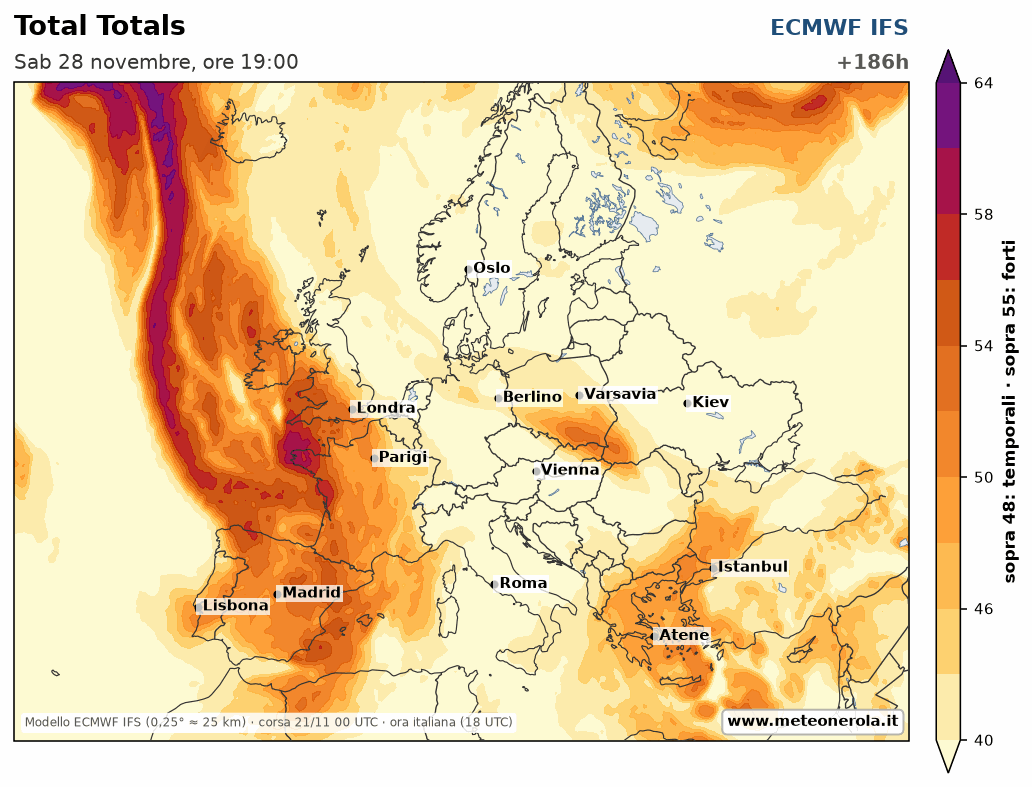 Total Totals
ECMWF IFS
Sab 28 novembre, ore 19:00
+186h
64
58
54
50
46
40
sopra 48: temporali · sopra 55: forti
Oslo
Berlino
Varsavia
Kiev
Londra
Parigi
Vienna
Istanbul
Roma
Madrid
Lisbona
Atene
Modello ECMWF IFS (0,25° ≈ 25 km) · corsa 21/11 00 UTC · ora italiana (18 UTC)
www.meteonerola.it